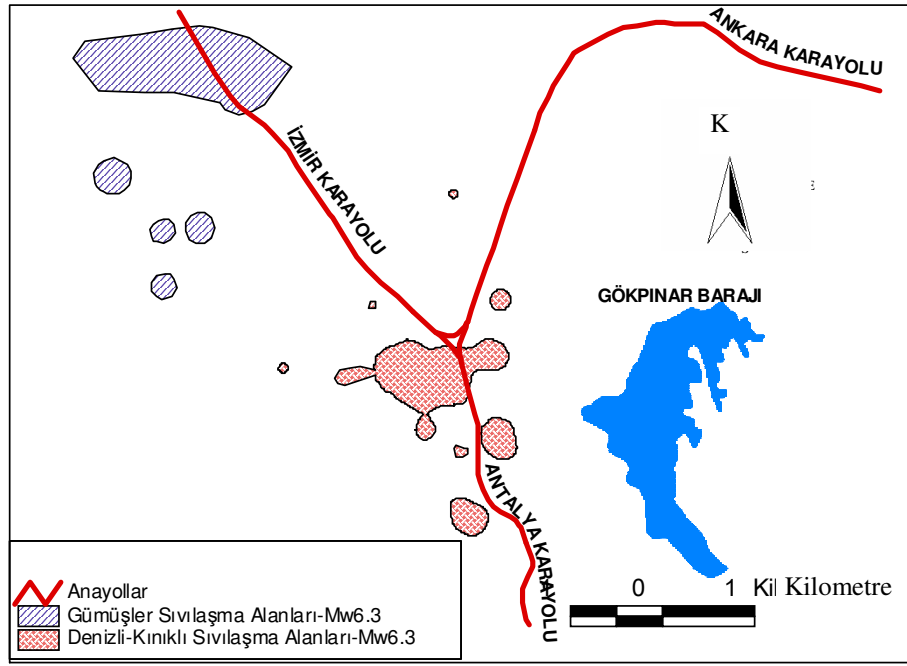 ANKARA KARAYOLU
K
İZMİR KARAYOLU
E
GÖKPINAR BARAJI
ANTALYA KARAYOLU
0 1 Kil Kilometre
Anayollar
Gümüşler Sıvılaşma Alanları-Mw6.3
Denizli-Kınıklı Sıvılaşma Alanları-Mw6.3